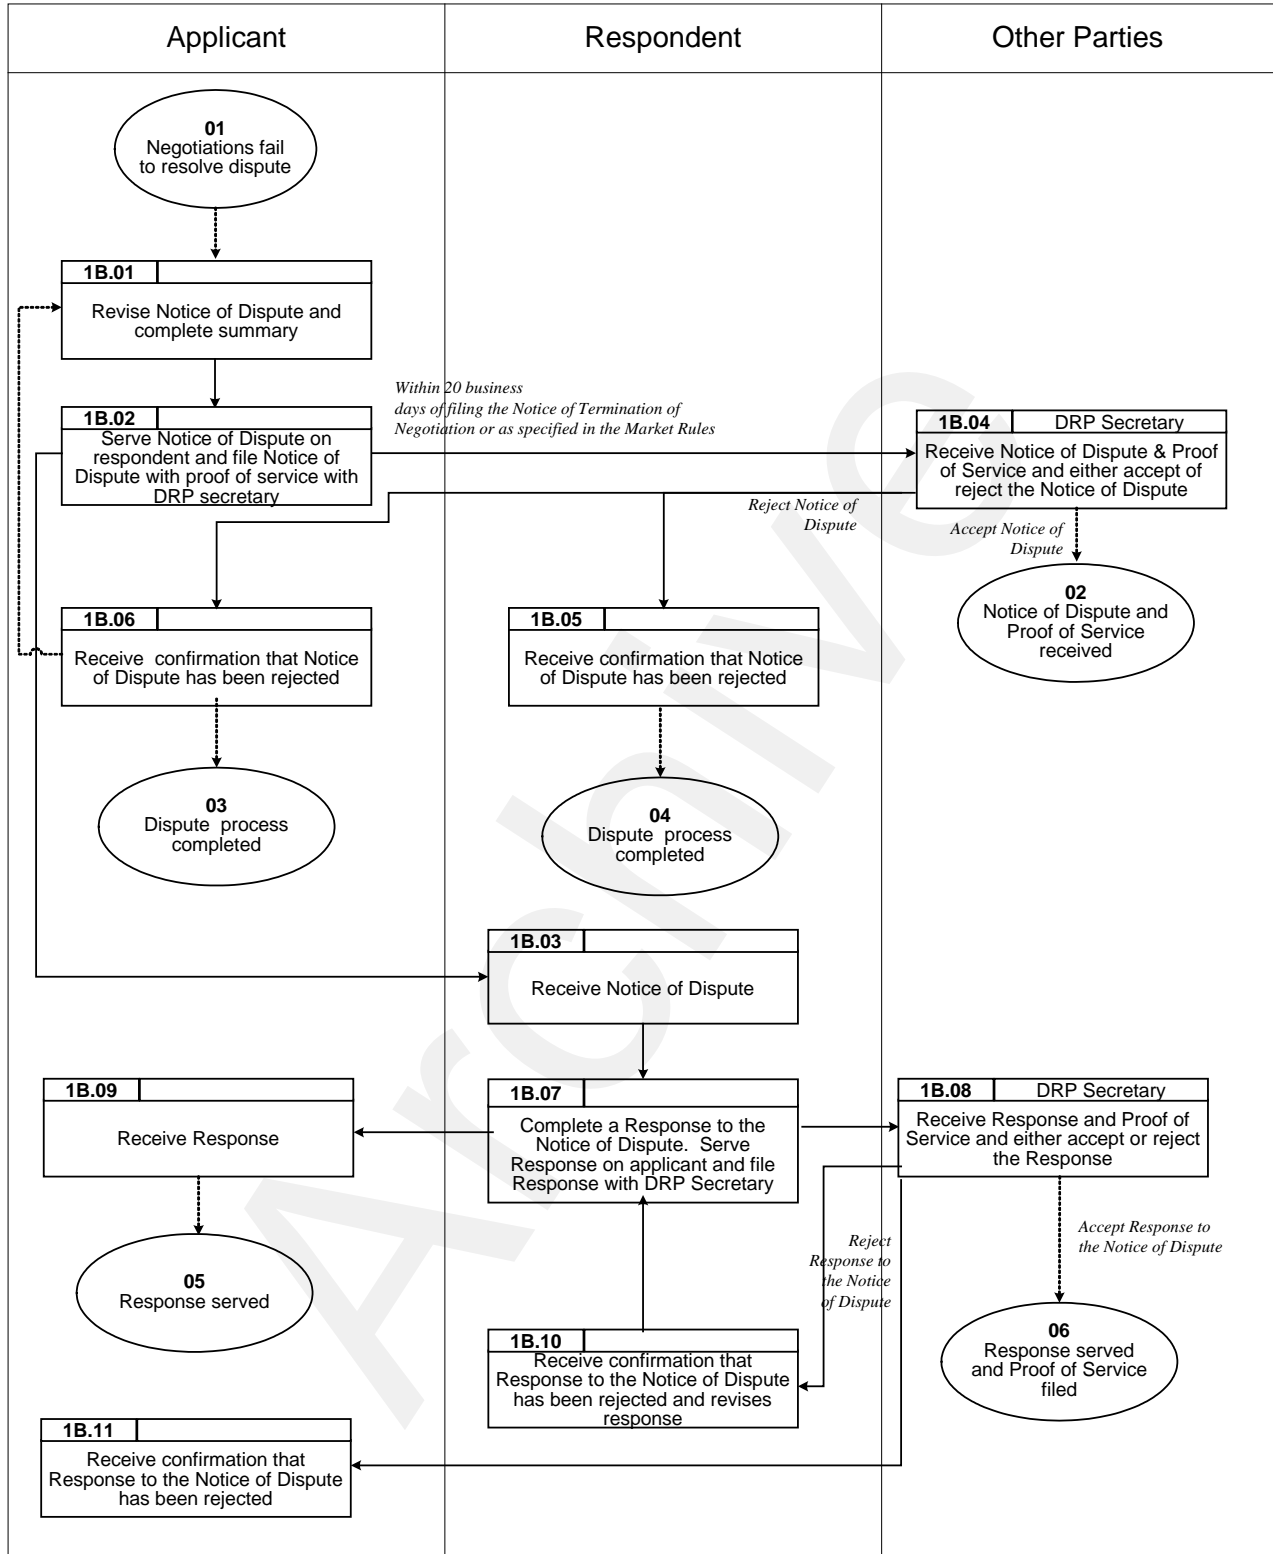 Applicant
Respondent
Other Parties
01
Negotiations fail
to resolve dispute
1B.01
Revise Notice of Dispute and
complete summary
Within 20 business
days of filing the Notice of Termination of
Negotiation or as specified in the Market Rules
1B.02
Serve Notice of Dispute on
respondent and file Notice of
Dispute with proof of service with
DRP secretary
1B.04
DRP Secretary
Receive Notice of Dispute & Proof
of Service and either accept of
reject the Notice of Dispute
Reject Notice of
Dispute
Accept Notice of
Dispute
02
Notice of Dispute and
Proof of Service
received
1B.06
Receive confirmation that Notice
of Dispute has been rejected
1B.05
Receive confirmation that Notice
of Dispute has been rejected
03
Dispute process
completed
04
Dispute process
completed
1B.03
Receive Notice of Dispute
1B.09
Receive Response
1B.07
Complete a Response to the
Notice of Dispute. Serve
Response on applicant and file
Response with DRP Secretary
1B.08
DRP Secretary
Receive Response and Proof of
Service and either accept or reject
the Response
Reject
Response to
the Notice
of Dispute
Accept Response to
the Notice of Dispute
05
Response served
06
Response served
and Proof of Service
filed
1B.10
Receive confirmation that
Response to the Notice of Dispute
has been rejected and revises
response
1B.11
Receive confirmation that
Response to the Notice of Dispute
has been rejected
Archive